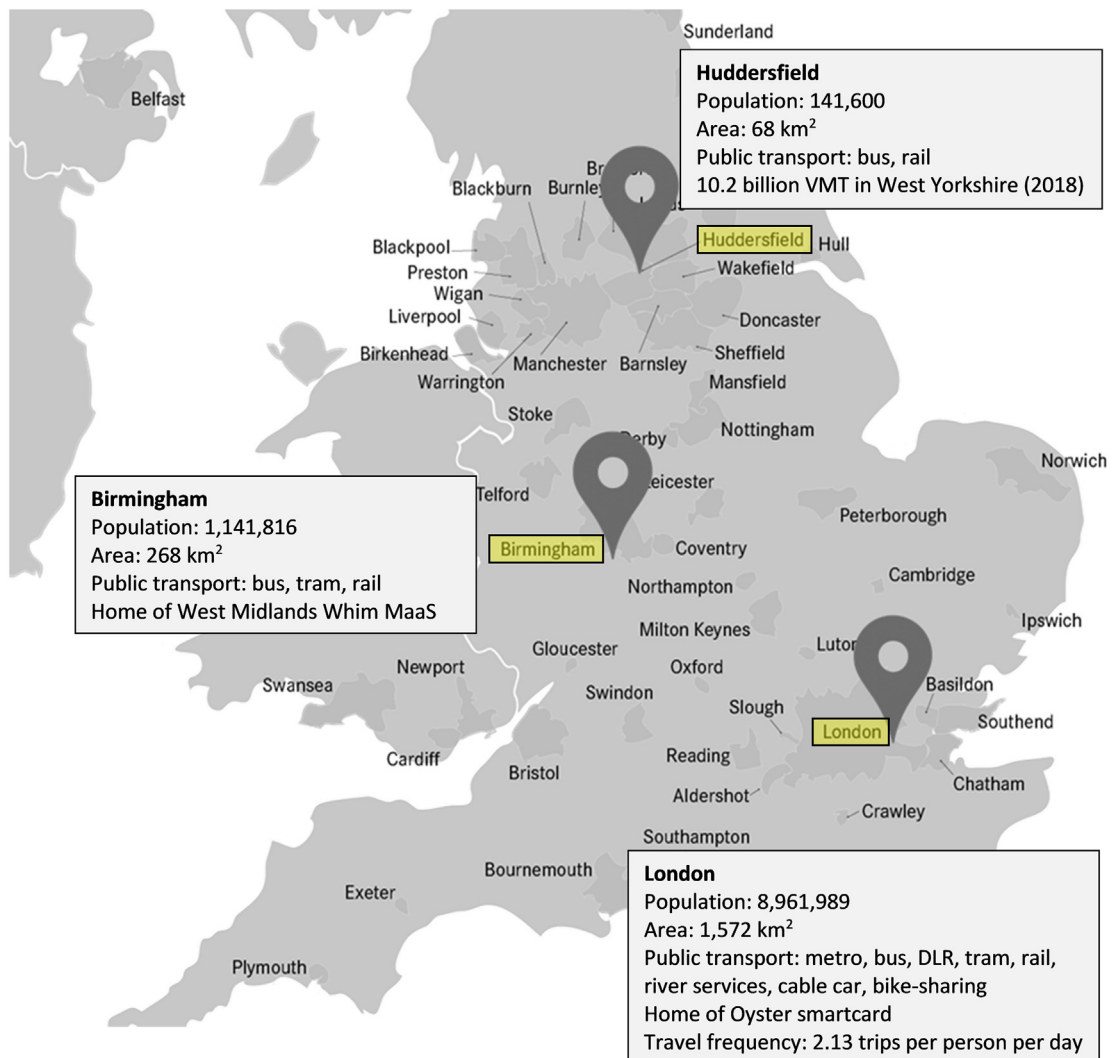 Sunderland
Huddersfield
Population: 141,600
Area: 68 km²
Public transport: bus, rail
10.2 billion VMT in West Yorkshire (2018)
Belfast
Blackburn
Burnley
Huddersfield
Hull
Blackpool
Preston
Wakefield
Wigan
Liverpool
Doncaster
Birkenhead
Manchester
Barnsley
Sheffield
Warrington
Mansfield
Stoke
Nottingham
Norwich
Telford
Birmingham
Population: 1,141,816
Area: 268 km²
Public transport: bus, tram, rail
Home of West Midlands Whim MaaS
Peterborough
Birmingham
Coventry
Cambridge
Northampton
Ipswich
Milton Keynes
Gloucester
Newport
Oxford
Swansea
Swindon
Basildon
Slough
Southend
London
Cardiff
Reading
Bristol
Chatham
Aldershot
Crawley
Southampton
Bournemouth
Exeter
Plymouth
London
Population: 8,961,989
Area: 1,572 km²
Public transport: metro, bus, DLR, tram, rail,
river services, cable car, bike-sharing
Home of Oyster smartcard
Travel frequency: 2.13 trips per person per day